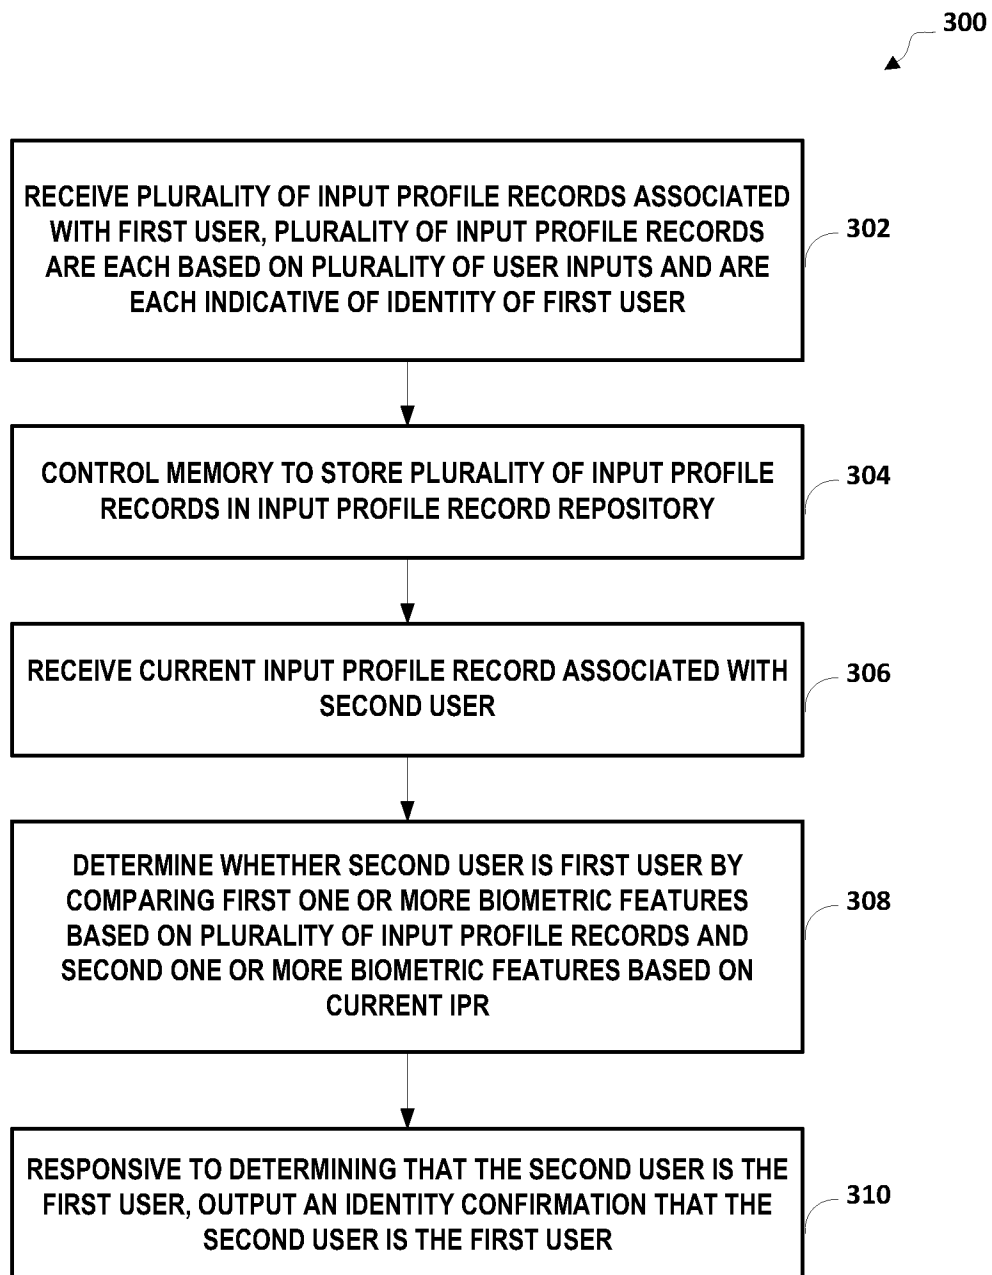 300
RECEIVE PLURALITY OF INPUT PROFILE RECORDS ASSOCIATED
WITH FIRST USER, PLURALITY OF INPUT PROFILE RECORDS
ARE EACH BASED ON PLURALITY OF USER INPUTS AND ARE
EACH INDICATIVE OF IDENTITY OF FIRST USER
302
CONTROL MEMORY TO STORE PLURALITY OF INPUT PROFILE
RECORDS IN INPUT PROFILE RECORD REPOSITORY
304
RECEIVE CURRENT INPUT PROFILE RECORD ASSOCIATED WITH
SECOND USER
306
DETERMINE WHETHER SECOND USER IS FIRST USER BY
COMPARING FIRST ONE OR MORE BIOMETRIC FEATURES
BASED ON PLURALITY OF INPUT PROFILE RECORDS AND
SECOND ONE OR MORE BIOMETRIC FEATURES BASED ON
CURRENT IPR
308
RESPONSIVE TO DETERMINING THAT THE SECOND USER IS THE
FIRST USER, OUTPUT AN IDENTITY CONFIRMATION THAT THE
SECOND USER IS THE FIRST USER
310